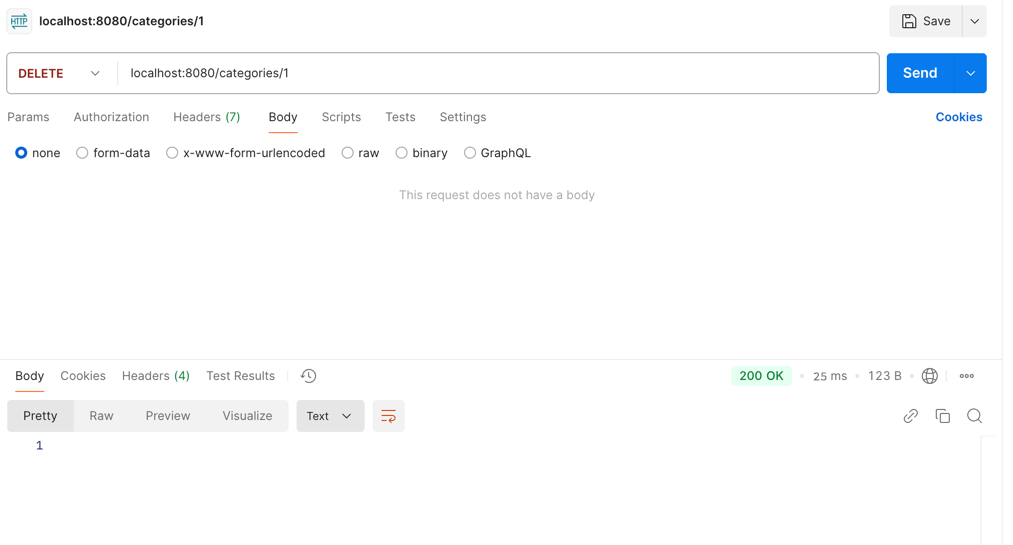 HTTP localhost:8080/categories/1 Save
DELETE localhost:8080/categories/1 Send
Params Authorization Headers (7) Body Scripts Tests Settings Cookies
none form-data x-www-form-urlencoded raw binary GraphQL
This request does not have a body
Body Cookies Headers (4) Test Results 200 OK 25 ms 123 B
Pretty Raw Preview Visualize Text
1